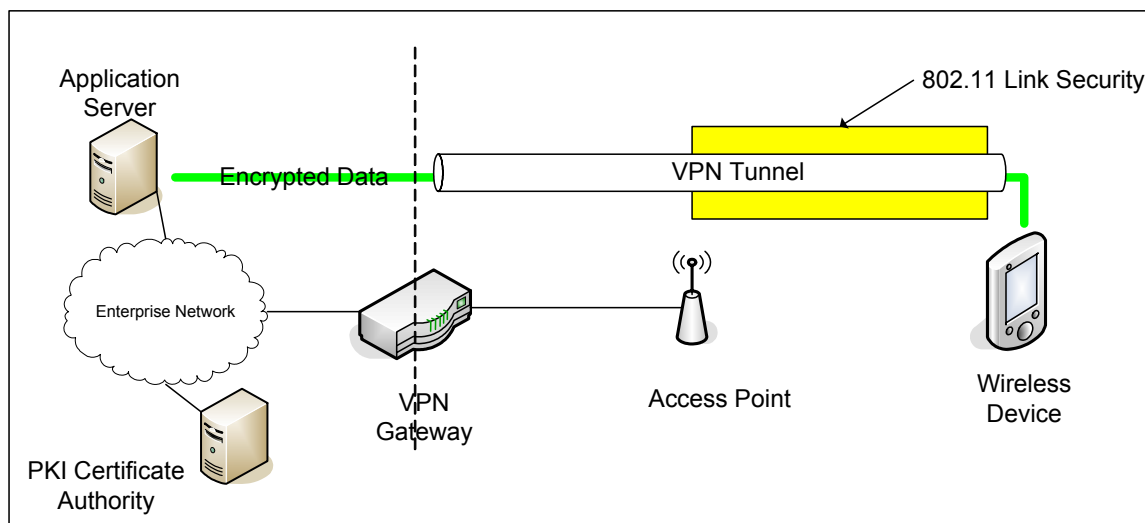 Application
Server
802.11 Link Security
Encrypted Data
VPN Tunnel
Enterprise Network
VPN
Gateway
Access Point
Wireless
Device
PKI Certificate
Authority